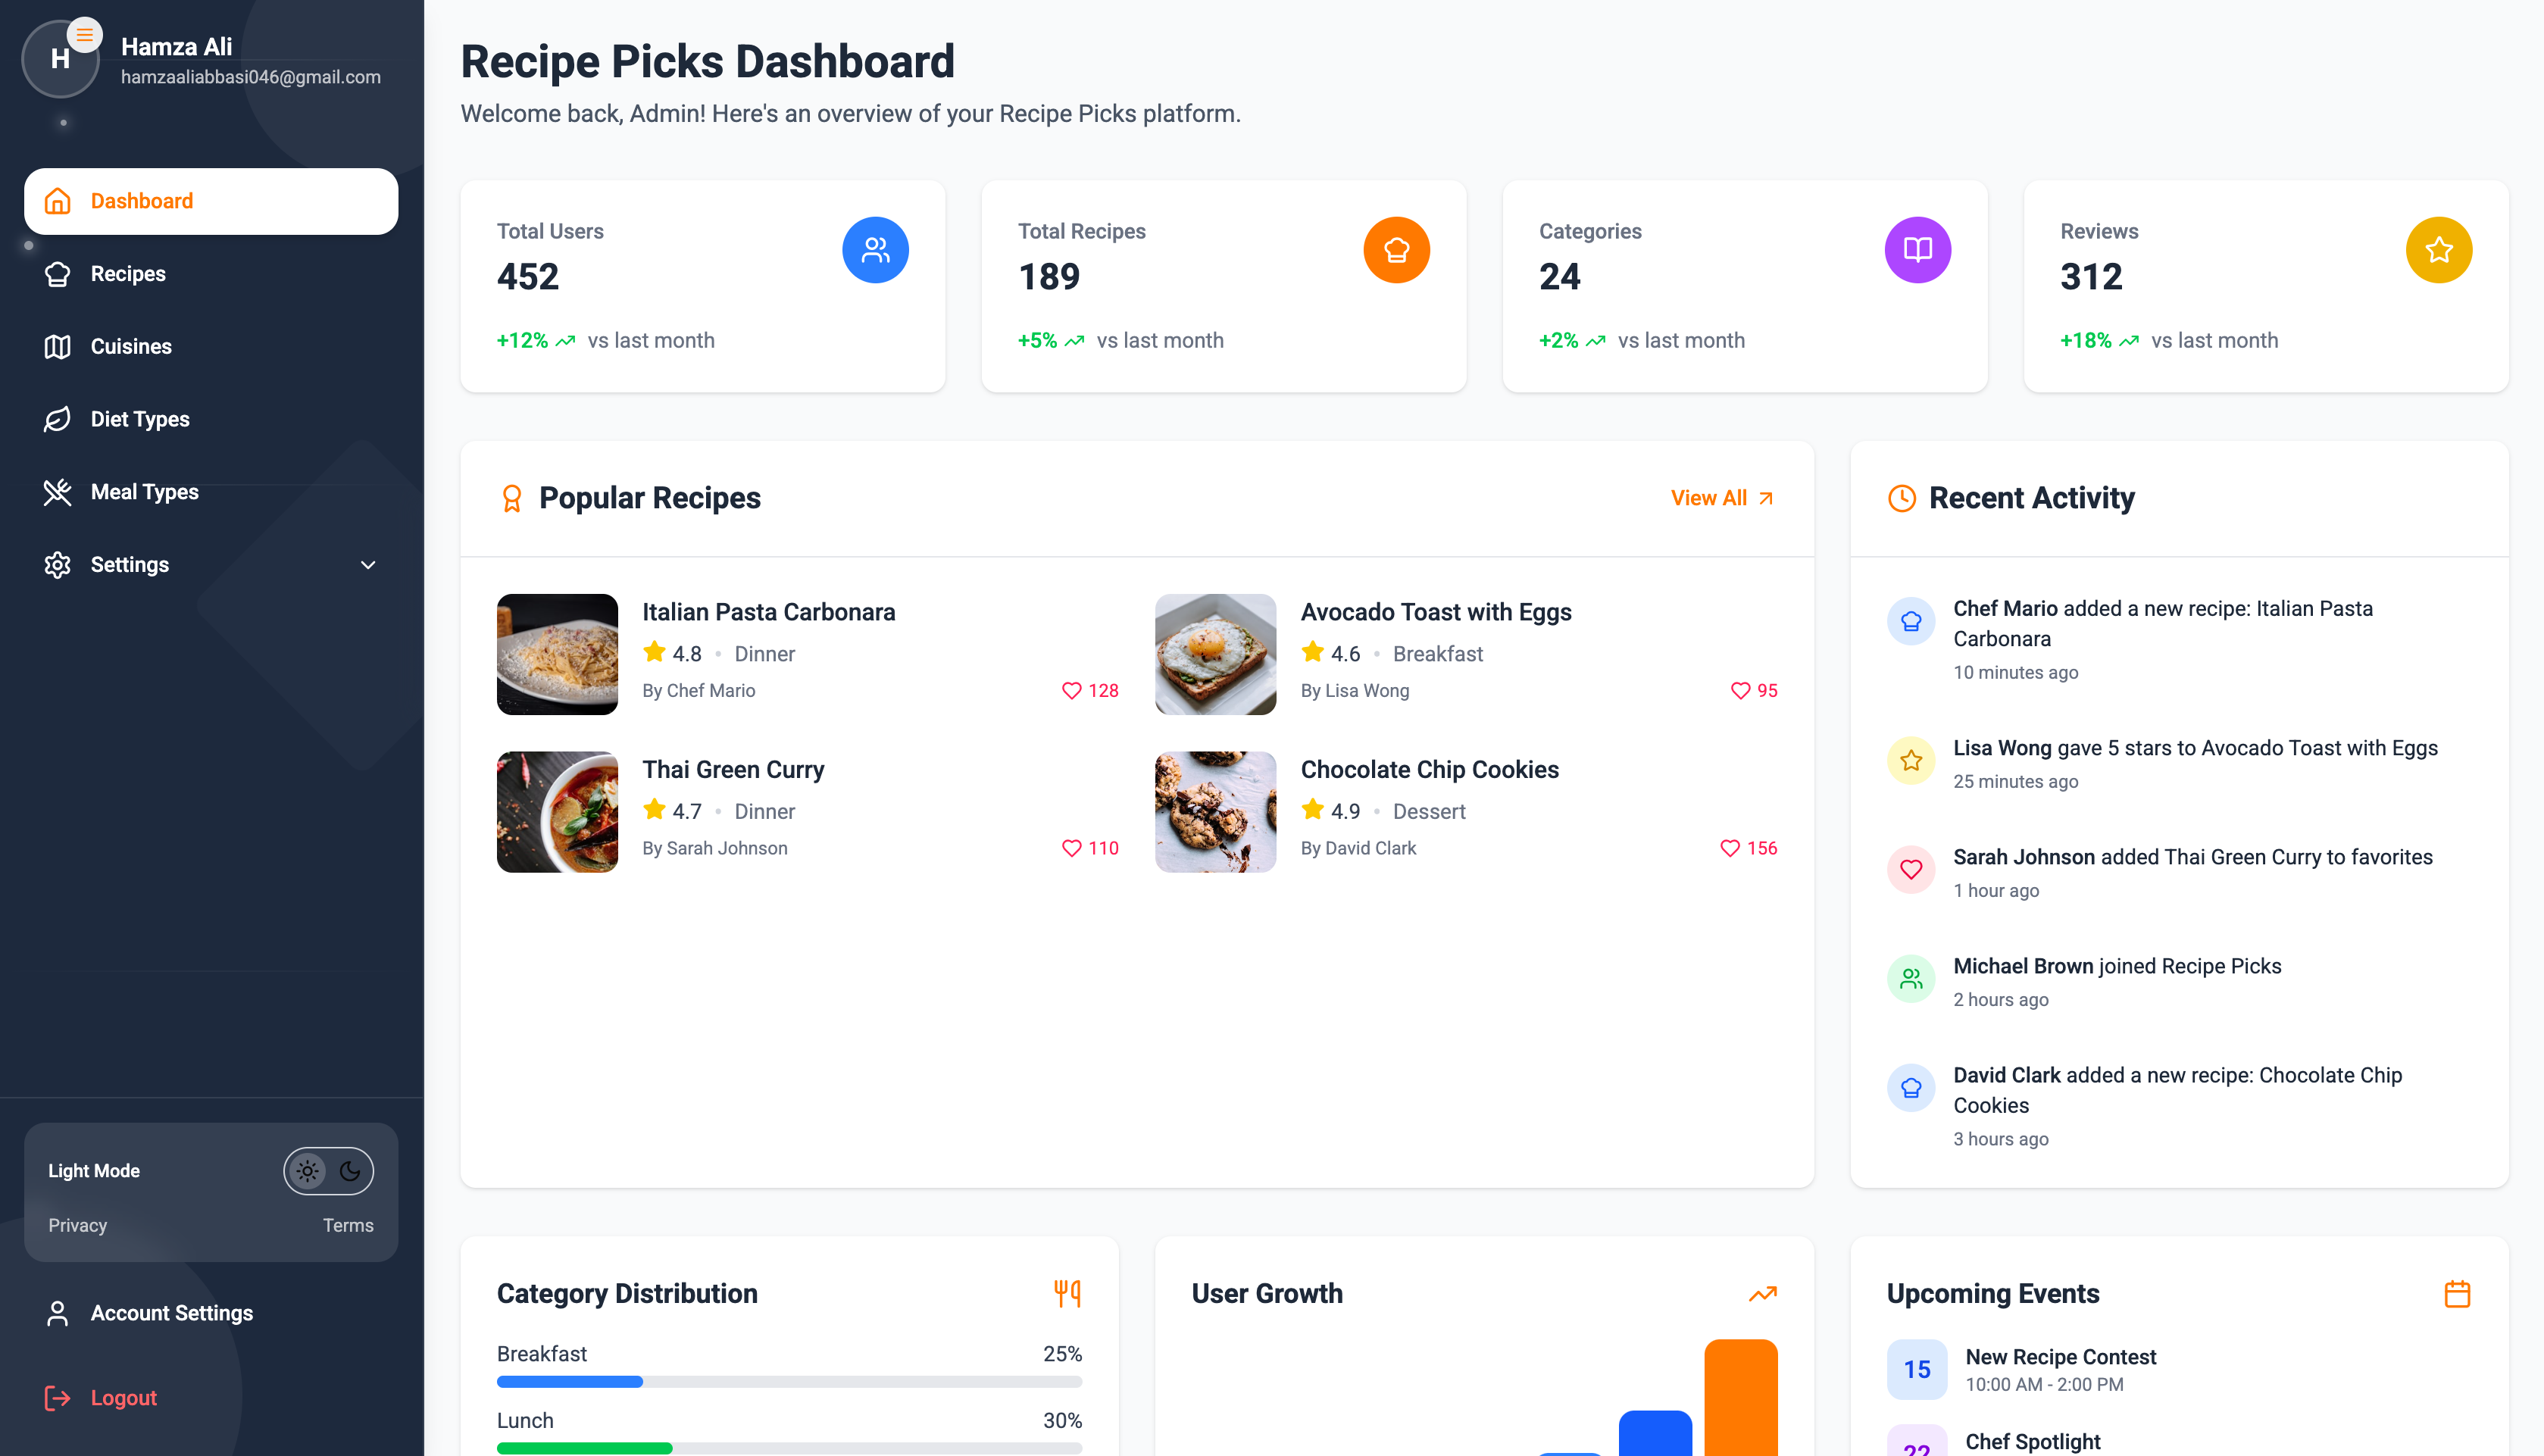 H
Hamza Ali
hamzaaliabbasi046@gmail.com
Dashboard
Recipes
Cuisines
Diet Types
Meal Types
Settings
Light Mode
Privacy
Terms
Account Settings
Logout
Recipe Picks Dashboard
Welcome back, Admin! Here's an overview of your Recipe Picks platform.
Total Users
452
+12% vs last month
Total Recipes
189
+5% vs last month
Categories
24
+2% vs last month
Reviews
312
+18% vs last month
Popular Recipes
View All
Italian Pasta Carbonara
4.8 • Dinner
By Chef Mario
128
Avocado Toast with Eggs
4.6 • Breakfast
By Lisa Wong
95
Thai Green Curry
4.7 • Dinner
By Sarah Johnson
110
Chocolate Chip Cookies
4.9 • Dessert
By David Clark
156
Recent Activity
Chef Mario added a new recipe: Italian Pasta
Carbonara
10 minutes ago
Lisa Wong gave 5 stars to Avocado Toast with Eggs
25 minutes ago
Sarah Johnson added Thai Green Curry to favorites
1 hour ago
Michael Brown joined Recipe Picks
2 hours ago
David Clark added a new recipe: Chocolate Chip
Cookies
3 hours ago
Category Distribution
Breakfast 25%
Lunch 30%
User Growth
Upcoming Events
15
New Recipe Contest
10:00 AM - 2:00 PM
22
Chef Spotlight